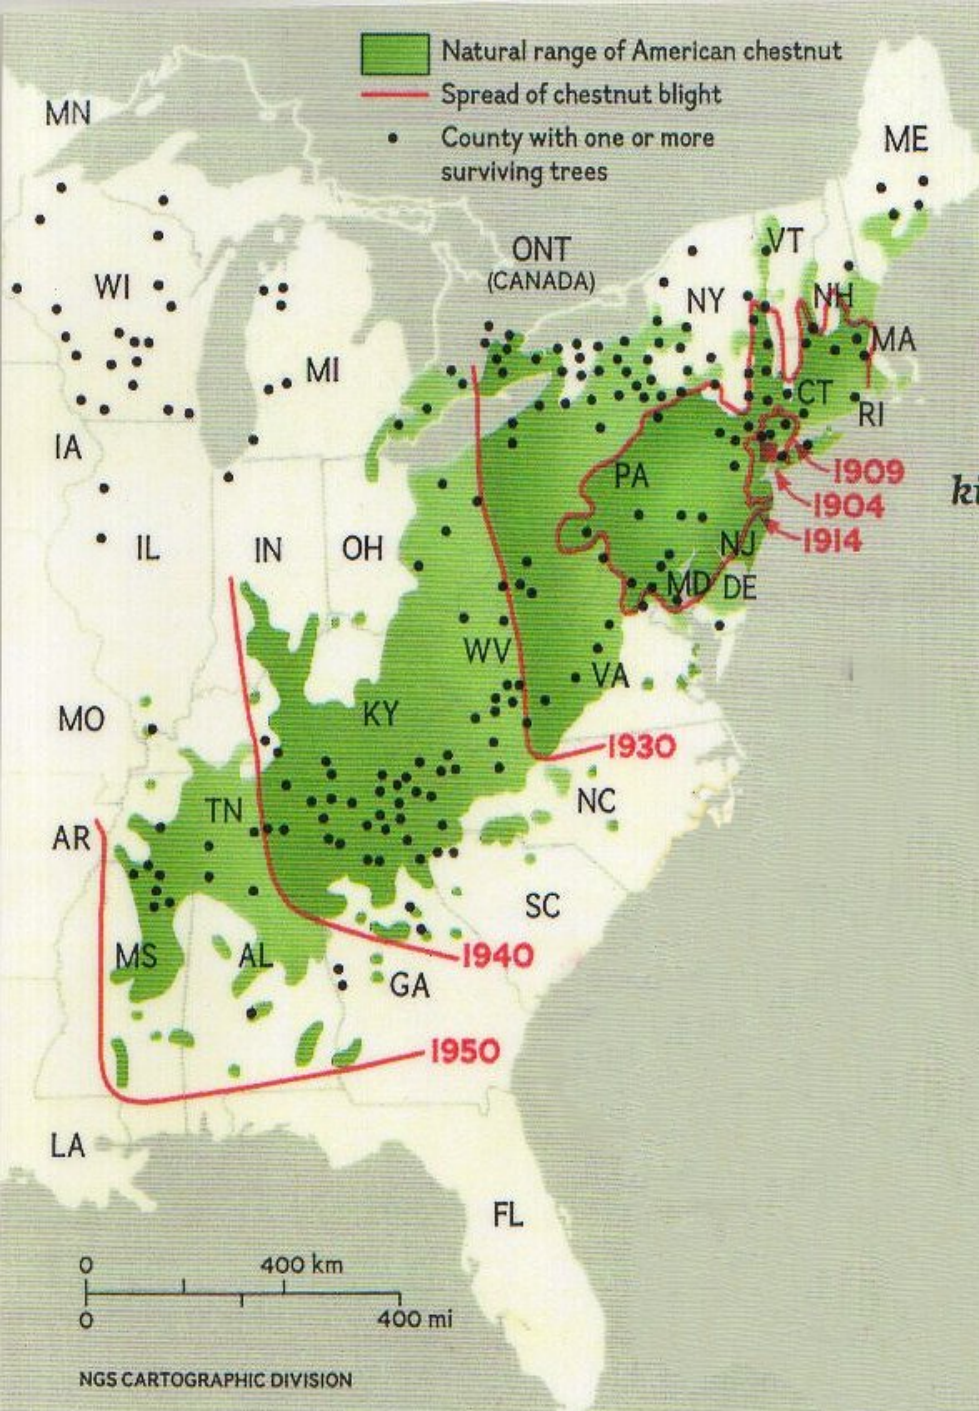 Natural range of American chestnut
Spread of chestnut blight
County with one or more
surviving trees
MN
ME
ONT
(CANADA)
VT
WI
NY
NH
MI
MA
CT
RI
IA
PA
1909
ki
1904
IL
IN
OH
NJ
1914
MD
DE
WV
VA
MO
KY
1930
TN
NC
AR
SC
MS
AL
1940
GA
1950
LA
FL
0 400 km
0 400 mi
NGS CARTOGRAPHIC DIVISION